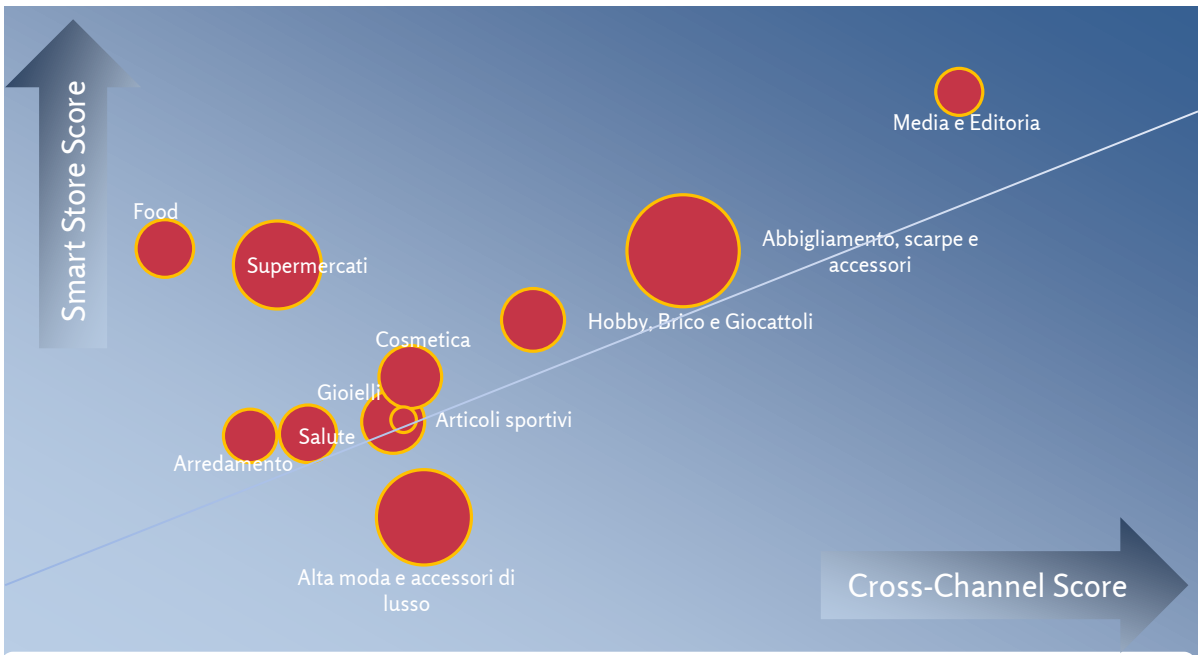 Smart Store Score
Media e Editoria
Food
Supermercati
Abbigliamento, scarpe e
accessori
Hobby, Brico e Giocattoli
Cosmetica
Gioielli
Articoli sportivi
Salute
Arredamento
Alta moda e accessori di
lusso
Cross-Channel Score